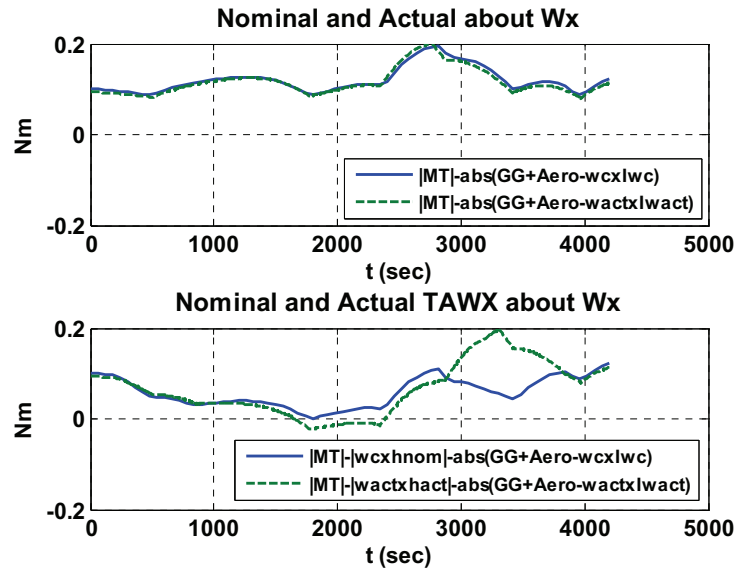 Nominal and Actual about Wx
0.2
0
-0.2
Nm
|MT|-abs(GG+Aero-wcxIwc)
|MT|-abs(GG+Aero-wactxIwact)
0 1000 2000 3000 4000 5000
t (sec)
Nominal and Actual TAWX about Wx
0.2
0
-0.2
Nm
|MT|-|wcxhnom|-abs(GG+Aero-wcxIwc)
|MT|-|wactxhact|-abs(GG+Aero-wactxIwact)
0 1000 2000 3000 4000 5000
t (sec)